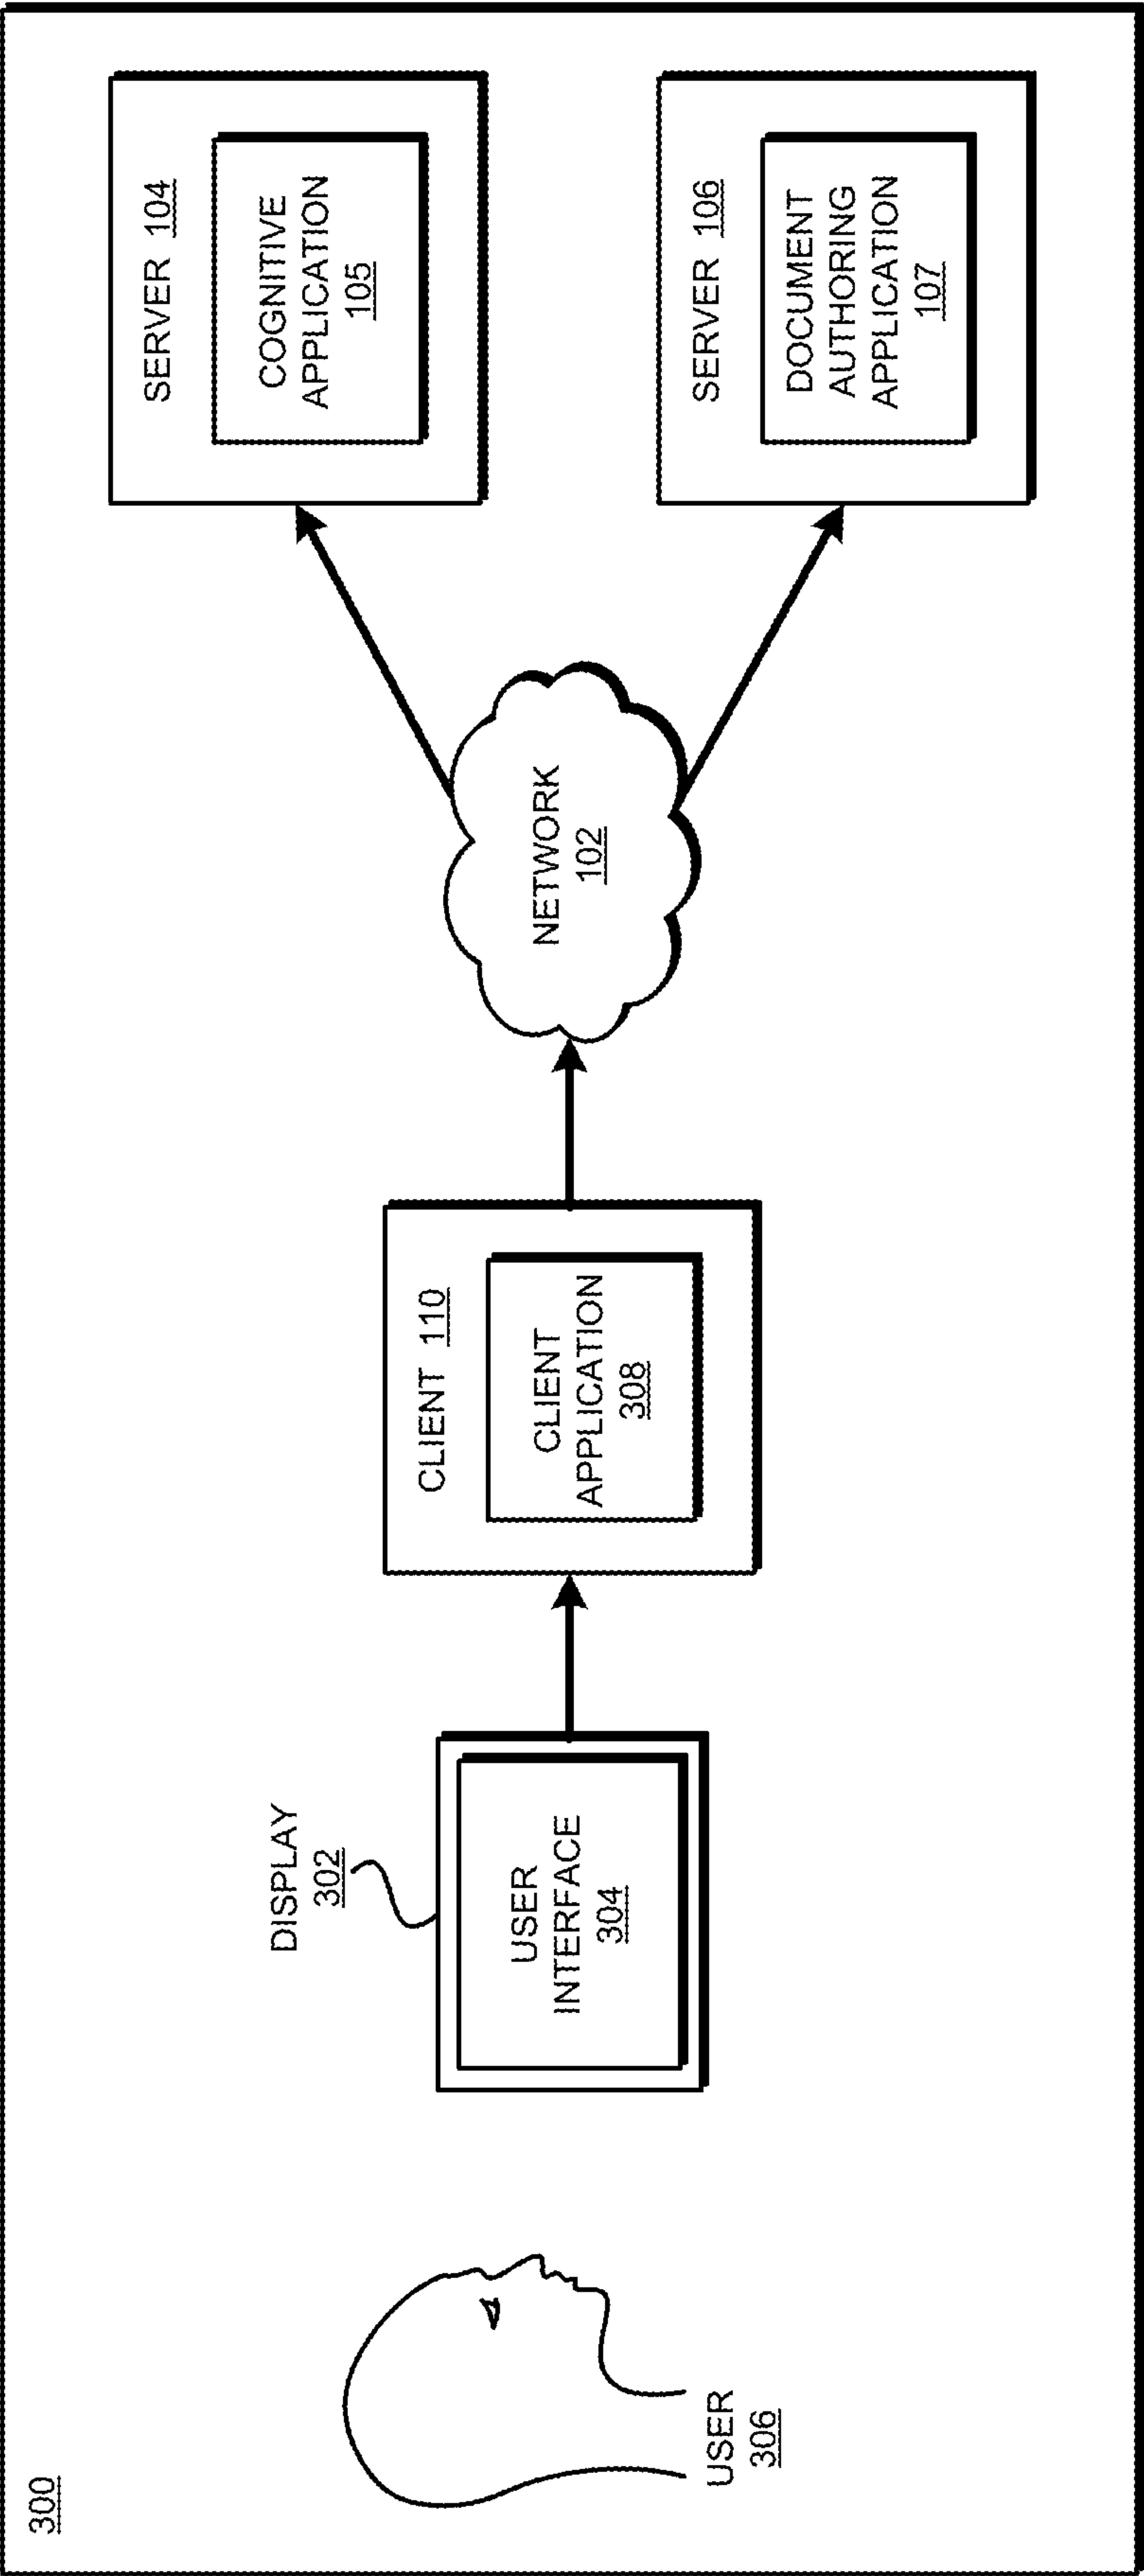 300
USER
306
DISPLAY
302
USER
INTERFACE
304
CLIENT 110
CLIENT
APPLICATION
308
NETWORK
102
SERVER 104
COGNITIVE
APPLICATION
105
SERVER 106
DOCUMENT
AUTHORING
APPLICATION
107